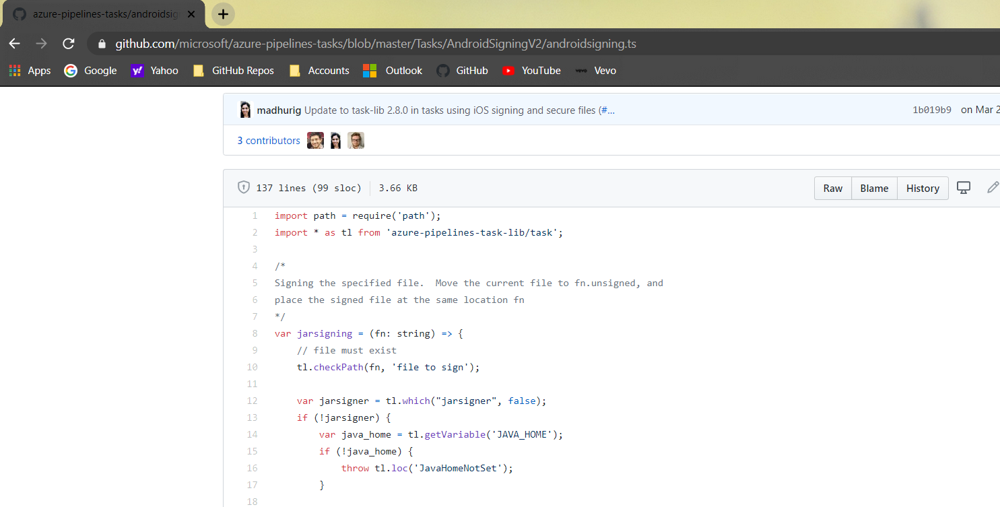 azure-pipelines-tasks/androidsig
github.com/microsoft/azure-pipelines-tasks/blob/master/Tasks/AndroidSigningV2/androidsigning.ts
Apps Google Yahoo GitHub Repos Accounts Outlook GitHub YouTube Vevo
madhurig Update to task-lib 2.8.0 in tasks using iOS signing and secure files (#... 1b019b9 on Mar 2
3 contributors
137 lines (99 sloc) 3.66 KB Raw Blame History
1 import path = require('path');
2 import * as tl from 'azure-pipelines-task-lib/task';
3
4 /*
5 Signing the specified file.  Move the current file to fn.unsigned, and
6 place the signed file at the same location fn
7 */
8 var jarsigning = (fn: string) => {
9     // file must exist
10     tl.checkPath(fn, 'file to sign');
11
12     var jarsigner = tl.which("jarsigner", false);
13     if (!jarsigner) {
14         var java_home = tl.getVariable('JAVA_HOME');
15         if (!java_home) {
16             throw tl.loc('JavaHomeNotSet');
17         }
18